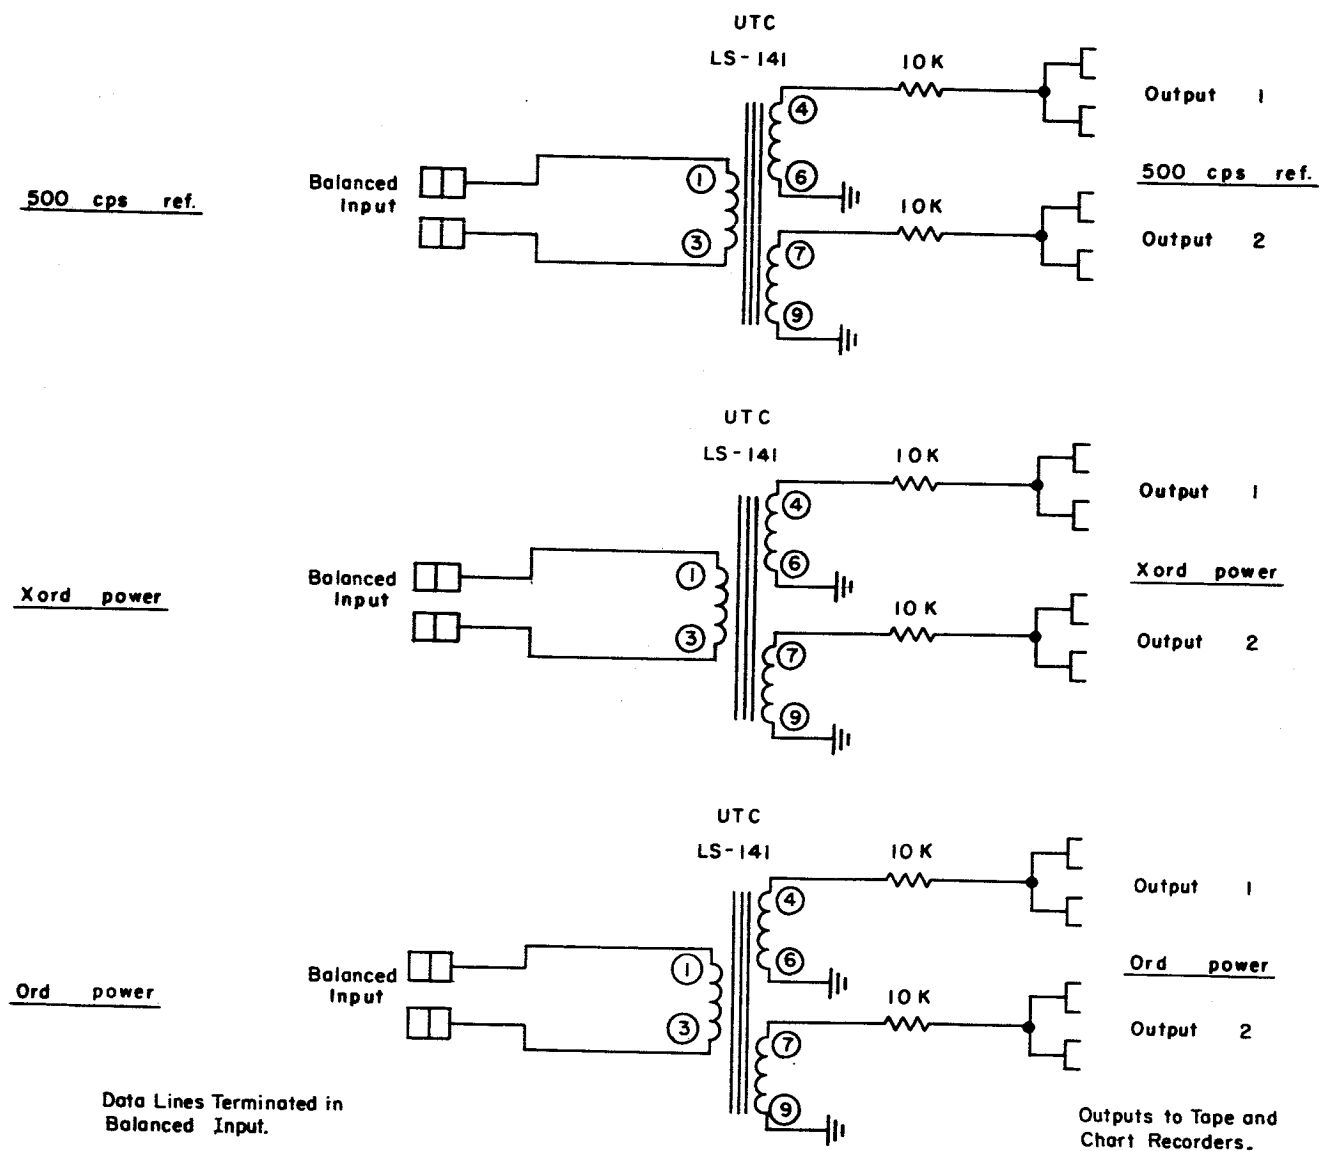 UTC
LS-141
10K
Output 1
4
500 cps ref.
Balanced
Input
1
6
500 cps ref.
10K
3
7
Output 2
9
UTC
LS-141
10K
Output 1
4
Xord power
Balanced
Input
1
6
Xord power
10K
3
7
Output 2
9
UTC
LS-141
10K
Output 1
4
Ord power
Balanced
Input
1
6
Ord power
10K
3
7
Output 2
9
Data Lines Terminated in
Balanced Input.
Outputs to Tape and
Chart Recorders.